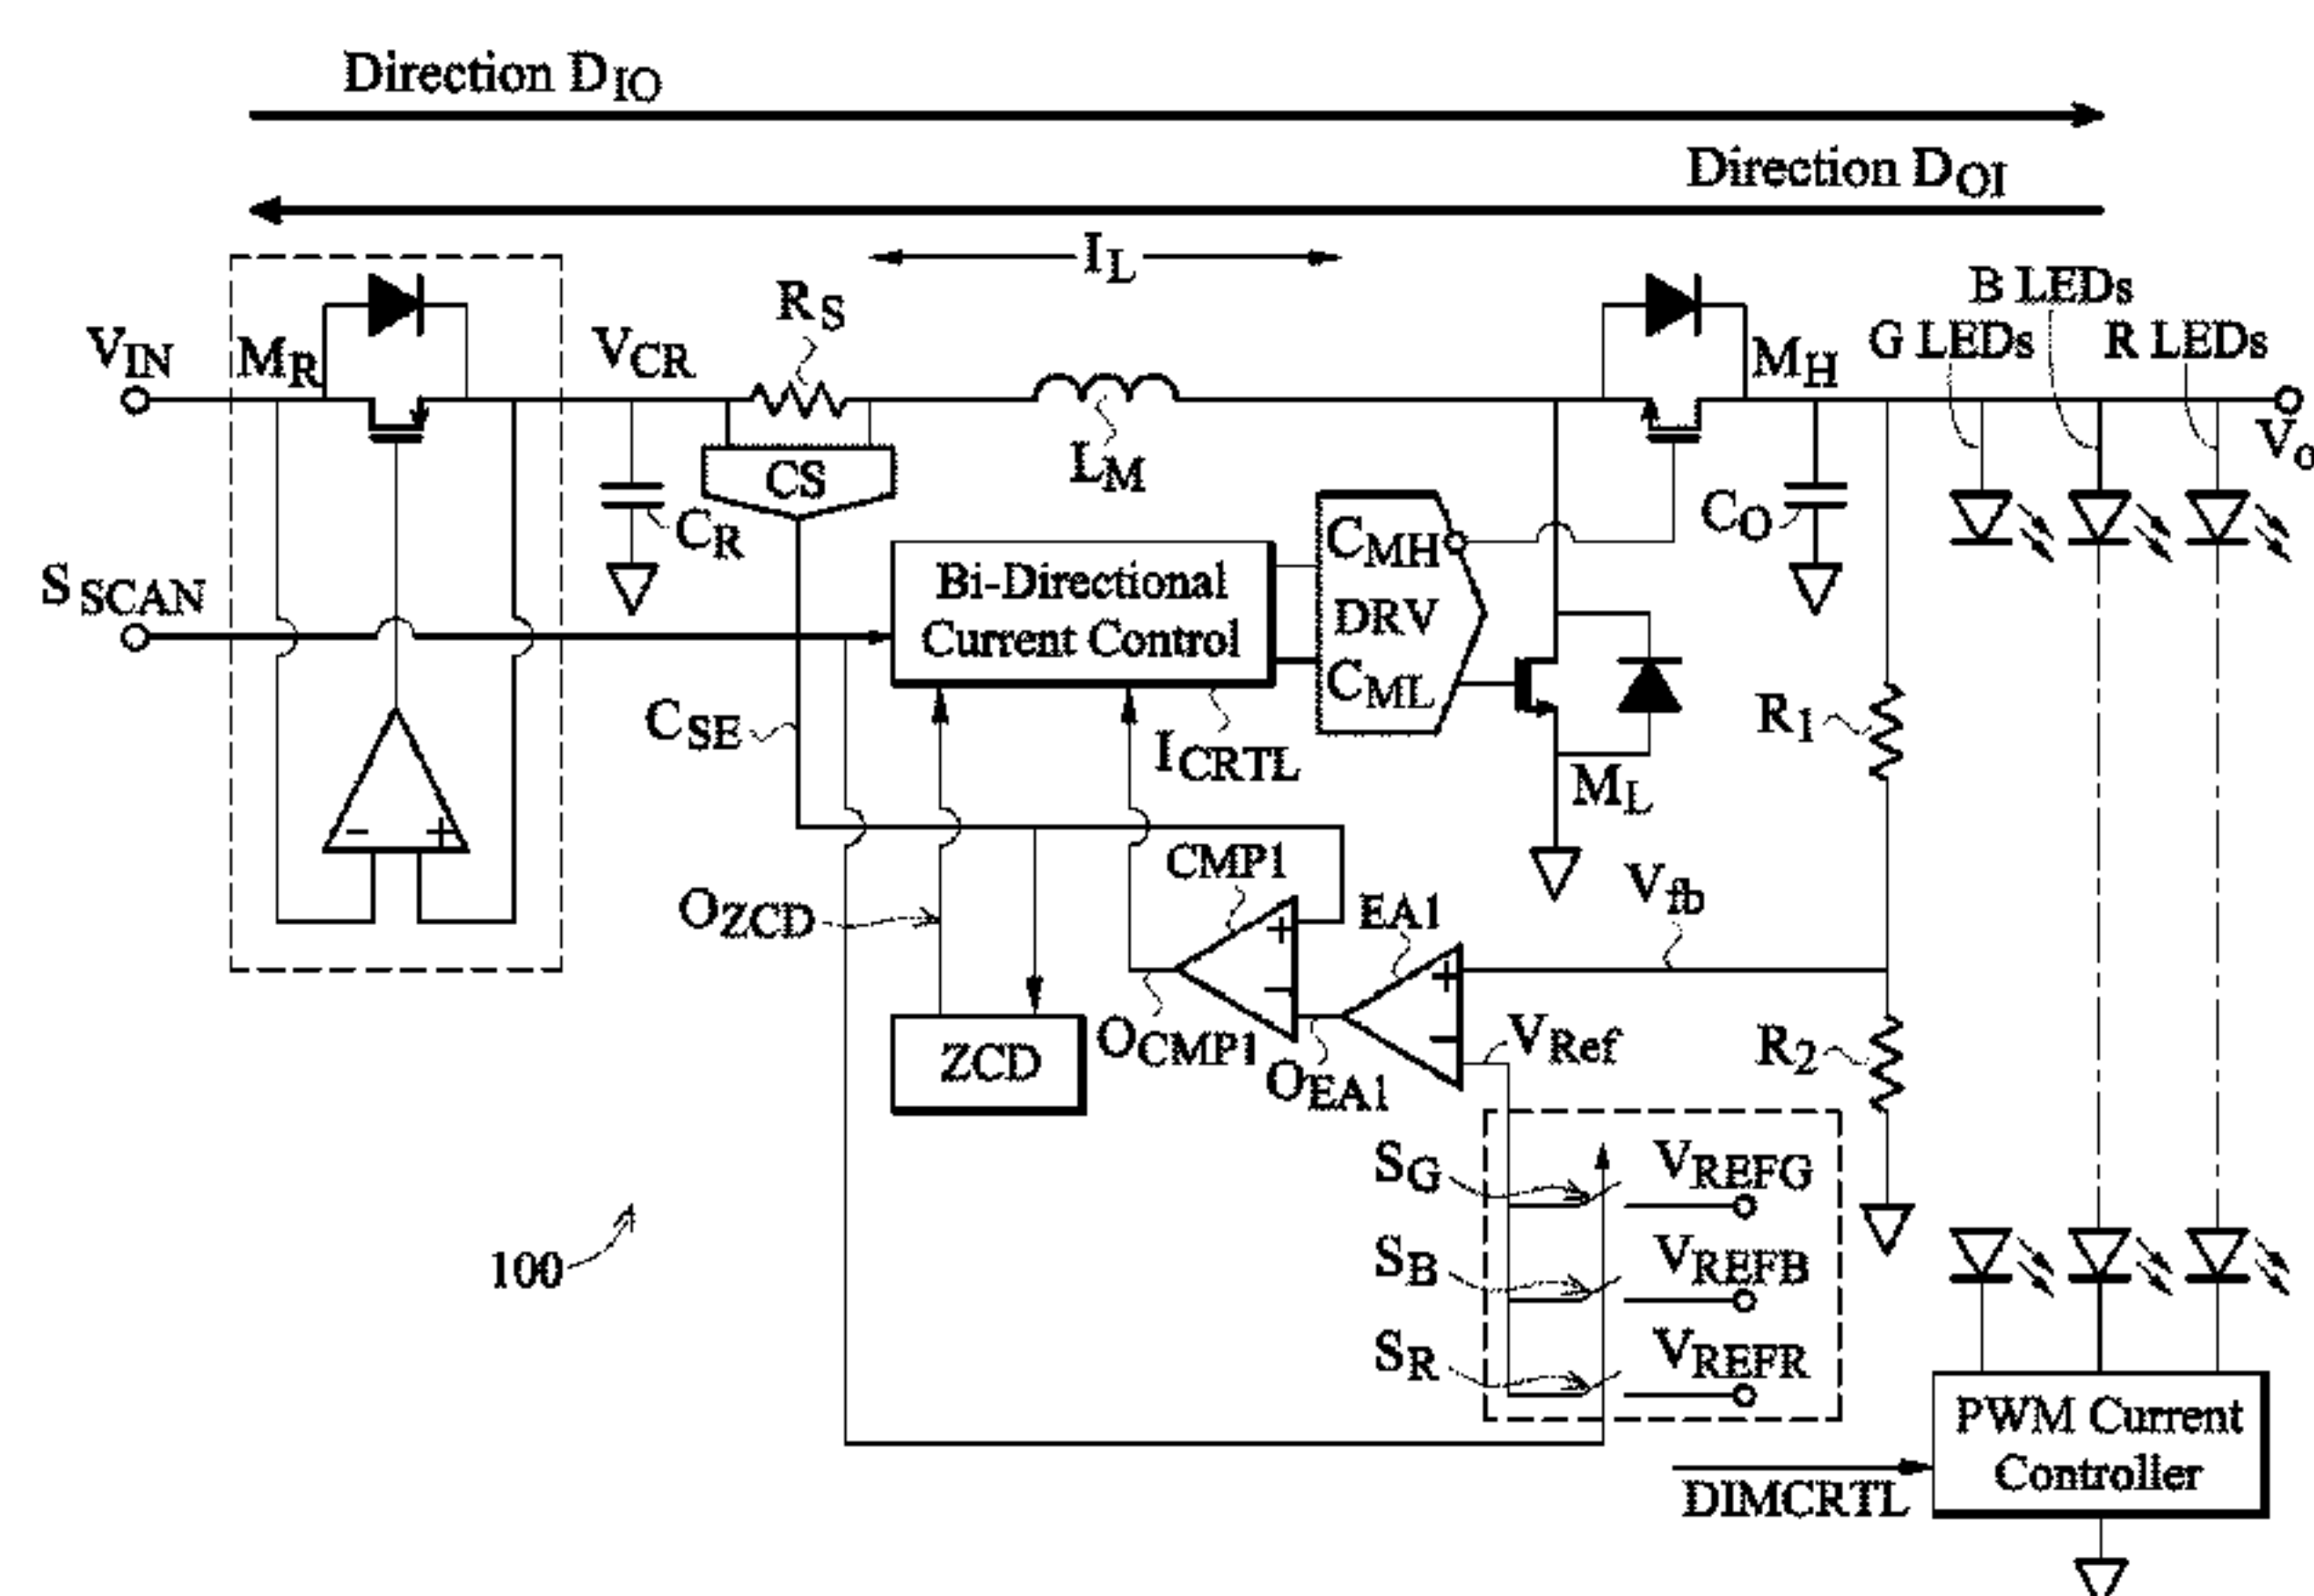 Direction D_IO
Direction D_OI
I_L
B LEDs
G LEDs
R LEDs
V_IN
M_R
V_CR
R_S
M_H
V_o
L_M
CS
C_R
C_O
S_SCAN
Bi-Directional
Current Control
C_MH
DRV
C_ML
C_SE
I_CRTL
M_L
R_1
- +
CMP1
EA1
V_fb
O_ZCD
+
-
+
-
O_CMP1
O_EA1
V_Ref
R_2
ZCD
S_G
V_REFG
S_B
V_REFB
S_R
V_REFR
100
PWM Current
Controller
DIMCRTL